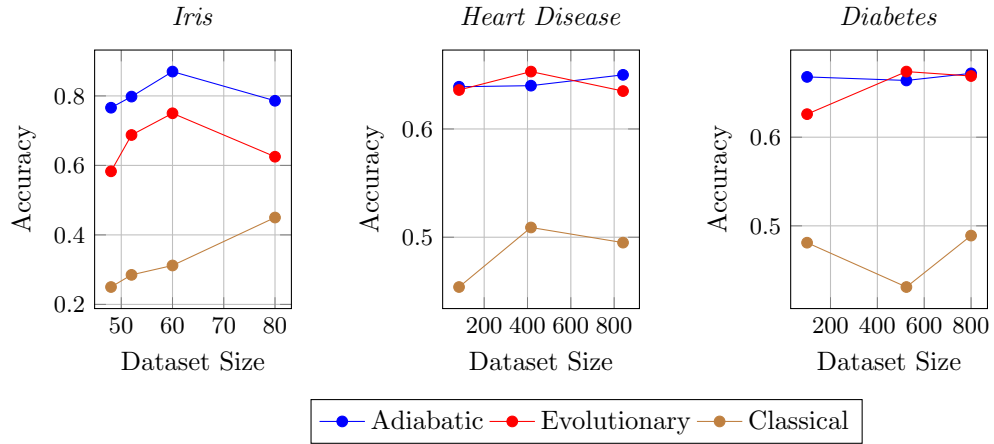 Iris
Heart Disease
Diabetes
Accuracy
0.8
0.6
0.4
0.2
50 60 70 80
Dataset Size
Accuracy
0.6
0.5
200 400 600 800
Dataset Size
Accuracy
0.6
0.5
200 400 600 800
Dataset Size
Adiabatic Evolutionary Classical